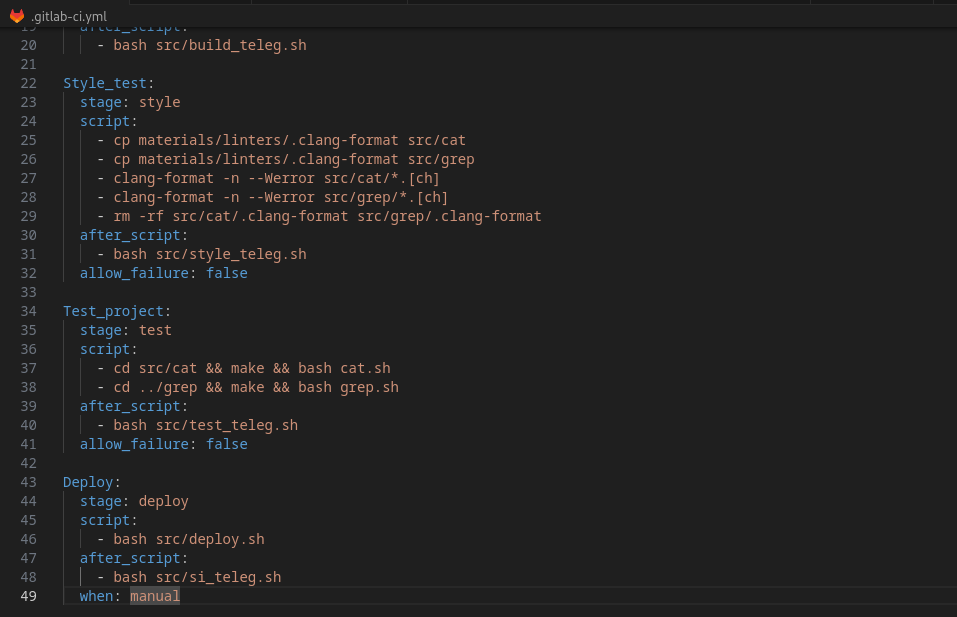 .gitlab-ci.yml
19 after_script:
20 - bash src/build_teleg.sh
21
22 Style_test:
23 stage: style
24 script:
25 - cp materials/linters/.clang-format src/cat
26 - cp materials/linters/.clang-format src/grep
27 - clang-format -n --Werror src/cat/*.[ch]
28 - clang-format -n --Werror src/grep/*.[ch]
29 - rm -rf src/cat/.clang-format src/grep/.clang-format
30 after_script:
31 - bash src/style_teleg.sh
32 allow_failure: false
33
34 Test_project:
35 stage: test
36 script:
37 - cd src/cat && make && bash cat.sh
38 - cd ../grep && make && bash grep.sh
39 after_script:
40 - bash src/test_teleg.sh
41 allow_failure: false
42
43 Deploy:
44 stage: deploy
45 script:
46 - bash src/deploy.sh
47 after_script:
48 - bash src/si_teleg.sh
49 when: manual